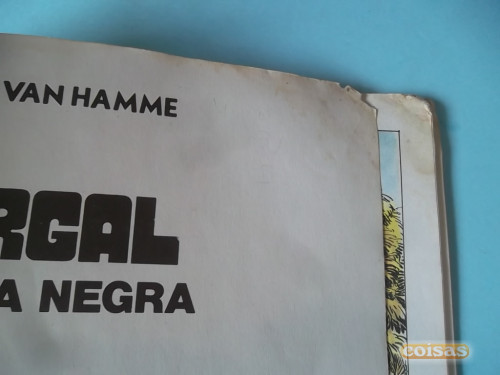 VAN HAMME
RGAL
A NEGRA
coisas